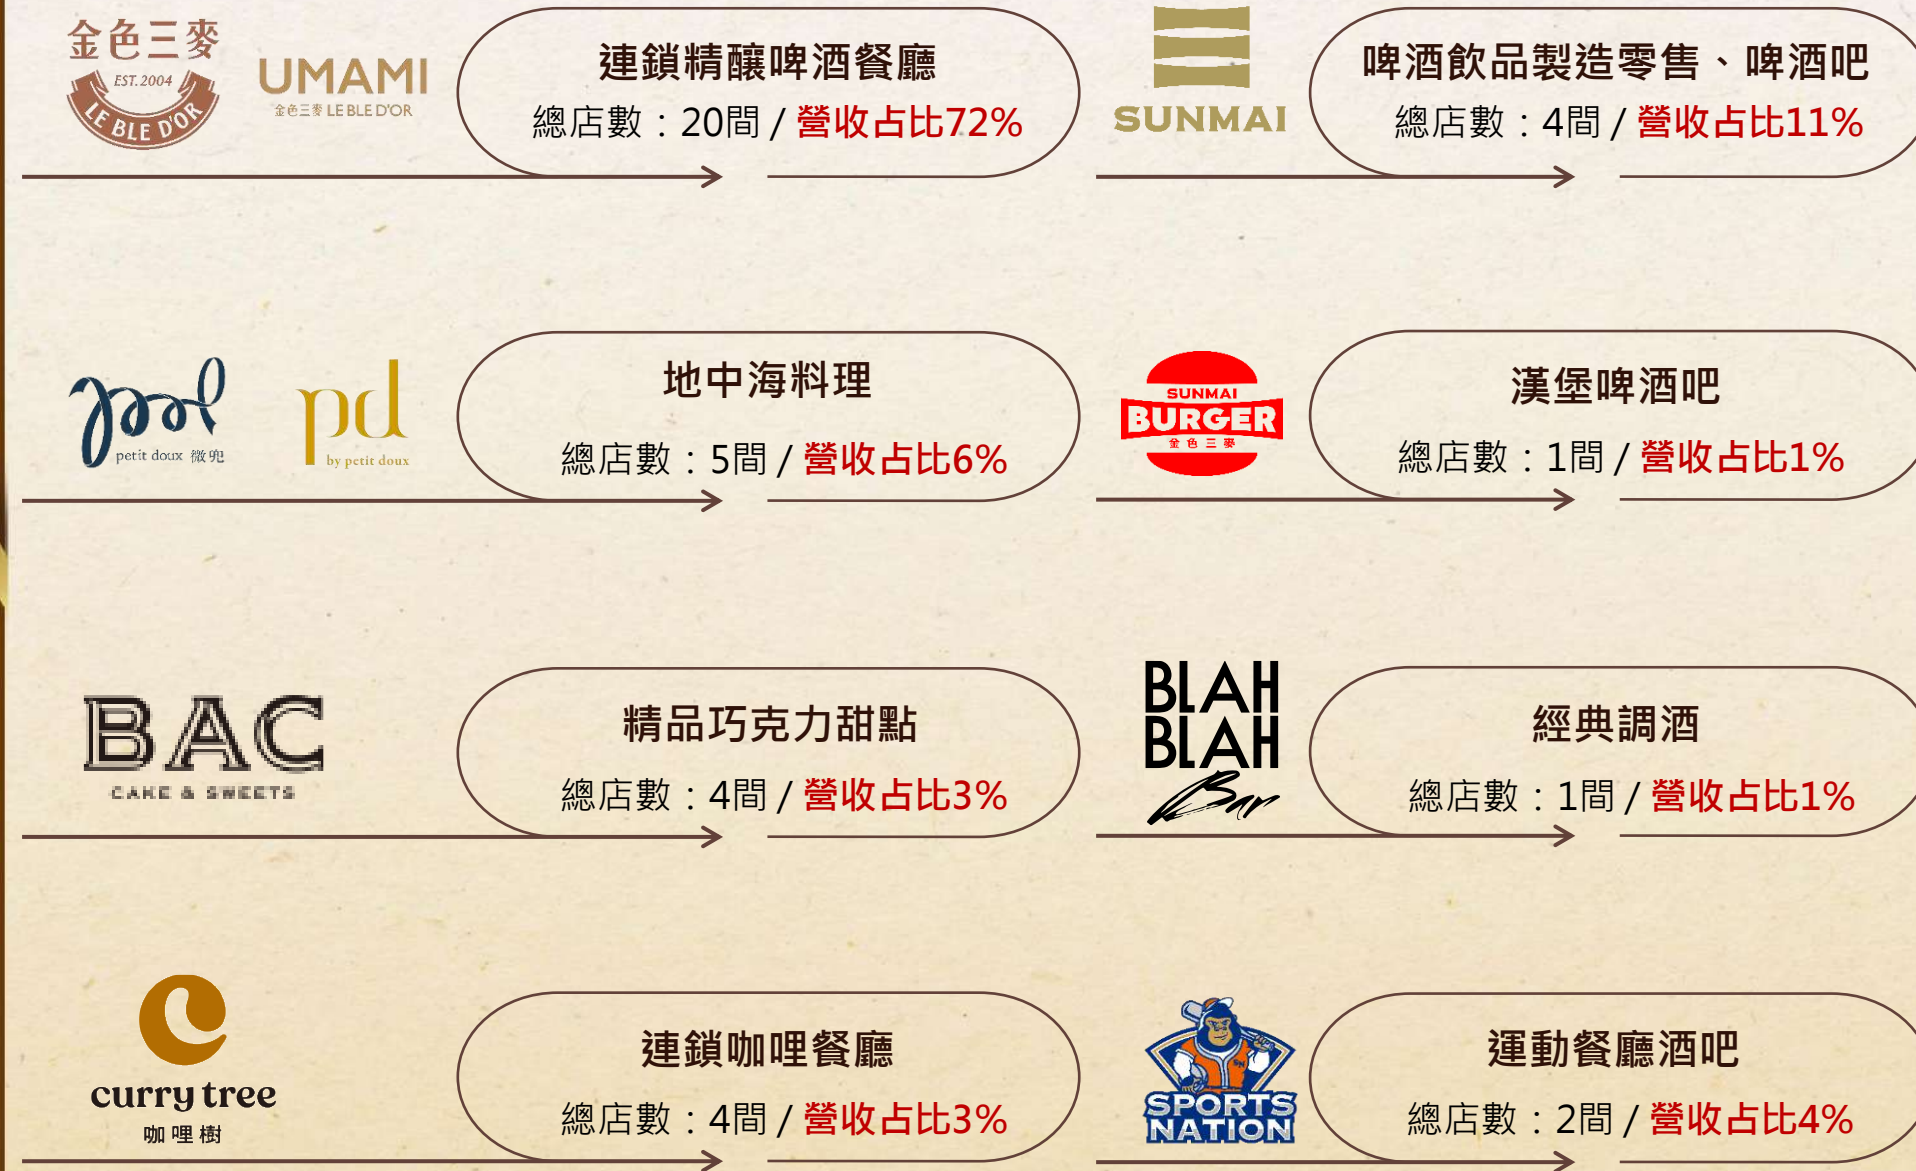 金色三麥
EST.2004
LE BLE D'OR
UMAMI
金色三麥 LE BLE D'OR
連鎖精釀啤酒餐廳
總店數：20間 / 營收占比72%
SUNMAI
啤酒飲品製造零售、啤酒吧
總店數：4間 / 營收占比11%
petit doux 微兜
pd
by petit doux
地中海料理
總店數：5間 / 營收占比6%
SUNMAI
BURGER
金色三麥
漢堡啤酒吧
總店數：1間 / 營收占比1%
BAC
CAKE & SWEETS
精品巧克力甜點
總店數：4間 / 營收占比3%
BLAH
BLAH
Bar
經典調酒
總店數：1間 / 營收占比1%
curry tree
咖哩樹
連鎖咖哩餐廳
總店數：4間 / 營收占比3%
SPORTS
NATION
運動餐廳酒吧
總店數：2間 / 營收占比4%